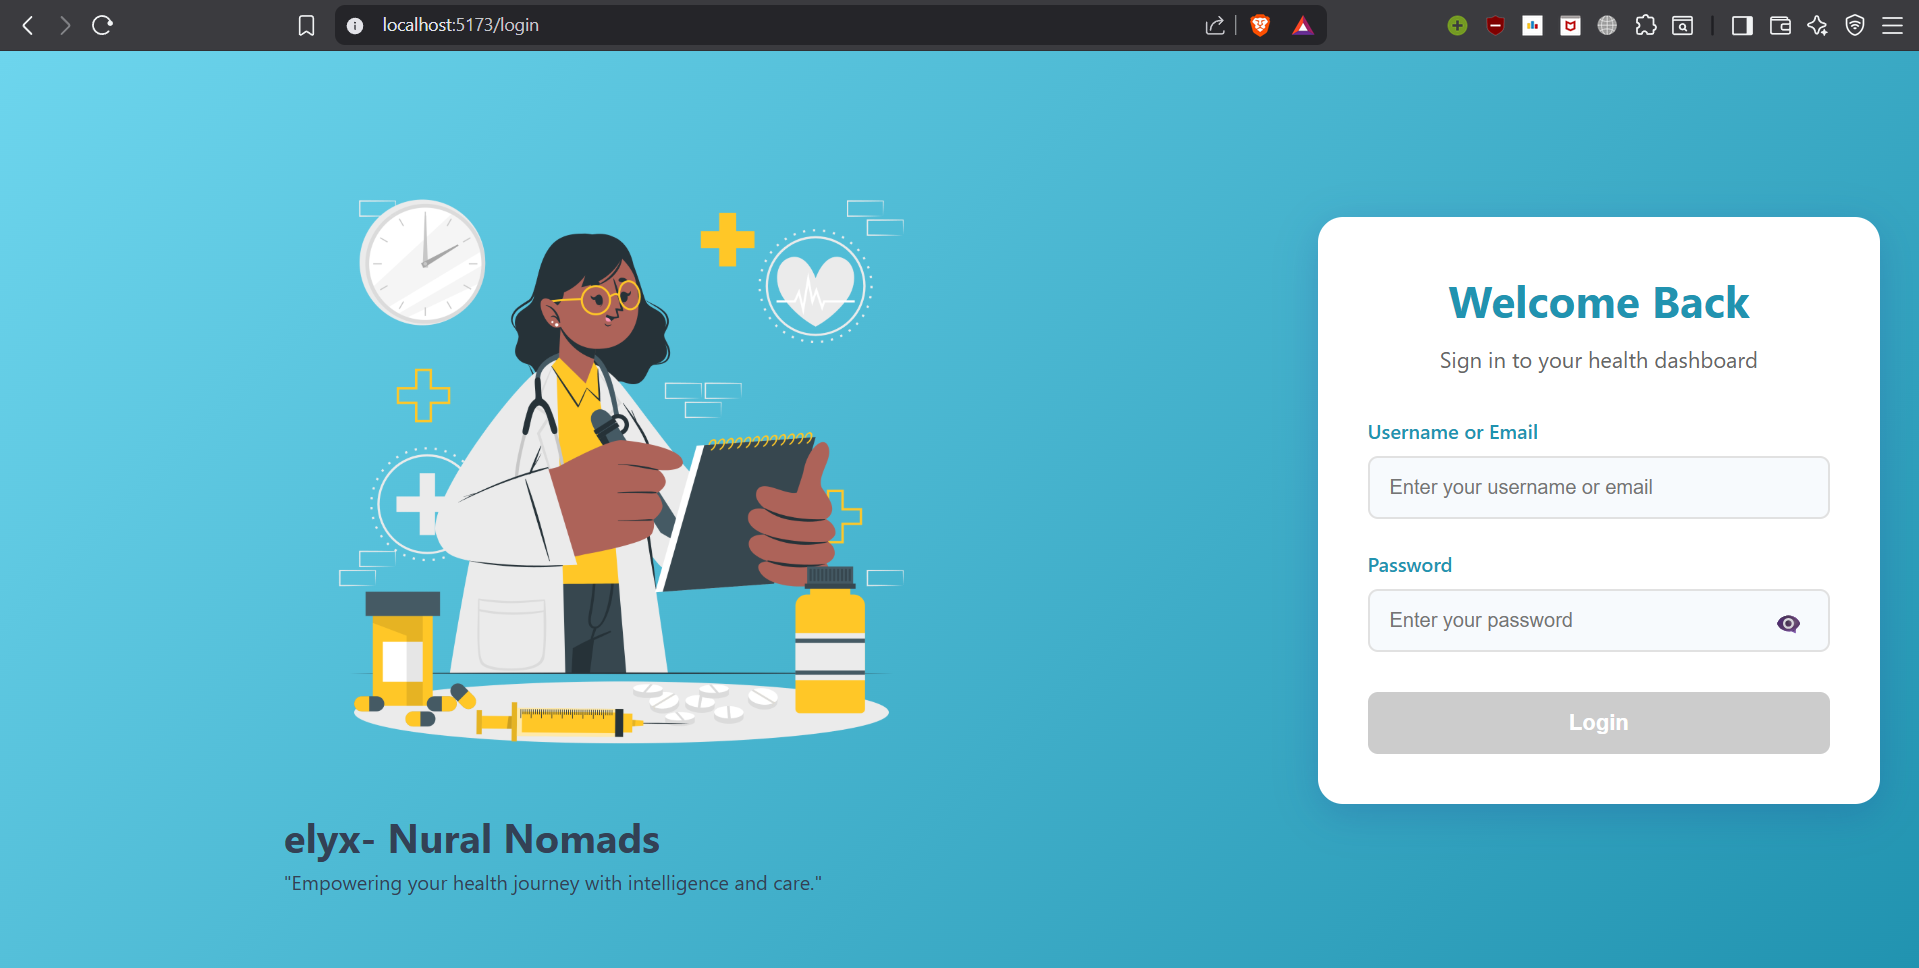 localhost:5173/login
Welcome Back
Sign in to your health dashboard
Username or Email
Enter your username or email
Password
Enter your password
Login
elyx- Nural Nomads
"Empowering your health journey with intelligence and care."